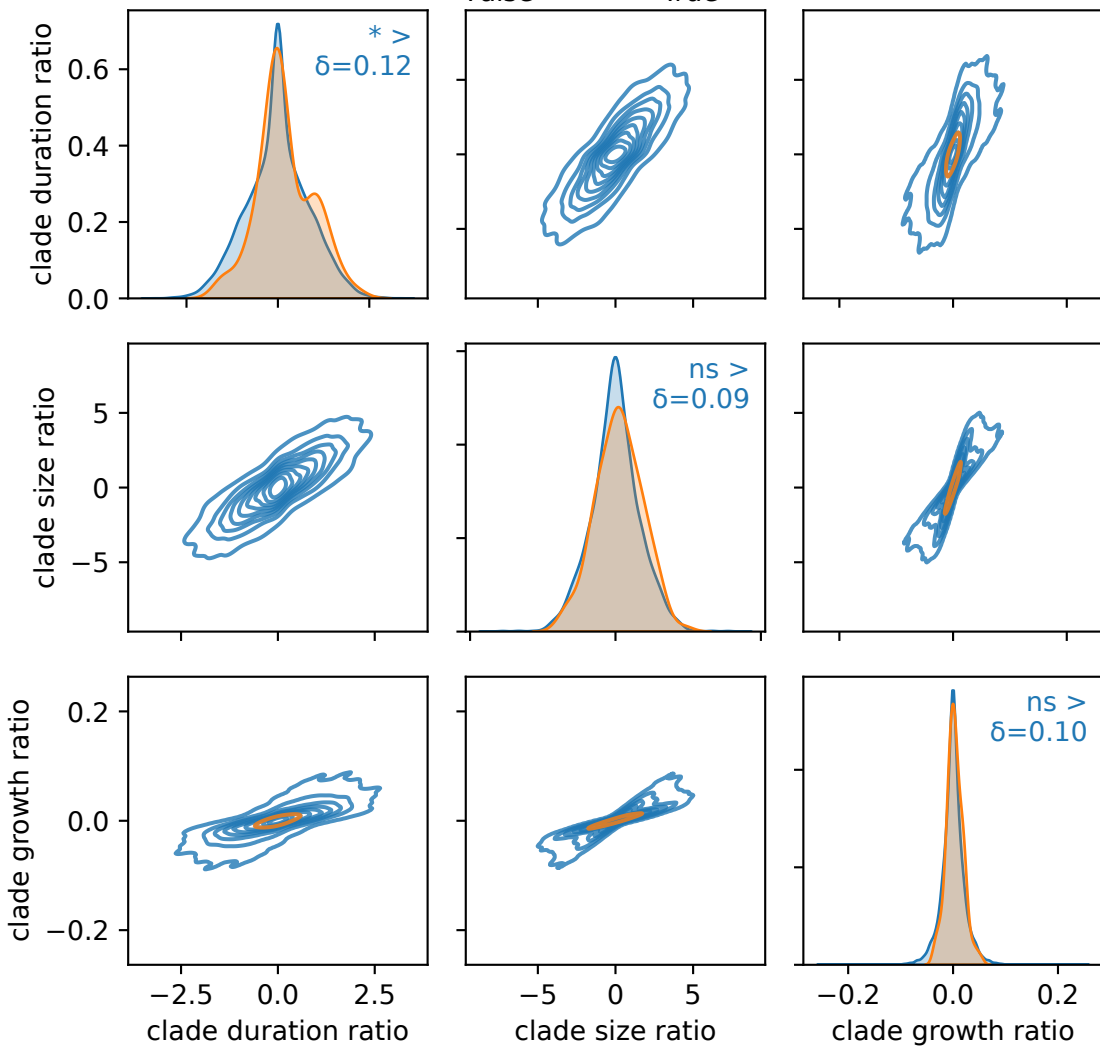 clade duration ratio
0.6
0.4
0.2
0.0
* >
δ=0.12
clade size ratio
5
0
−5
ns >
δ=0.09
clade growth ratio
0.2
0.0
−0.2
ns >
δ=0.10
−2.5 0.0 2.5
−5 0 5
−0.2 0.0 0.2
clade duration ratio
clade size ratio
clade growth ratio